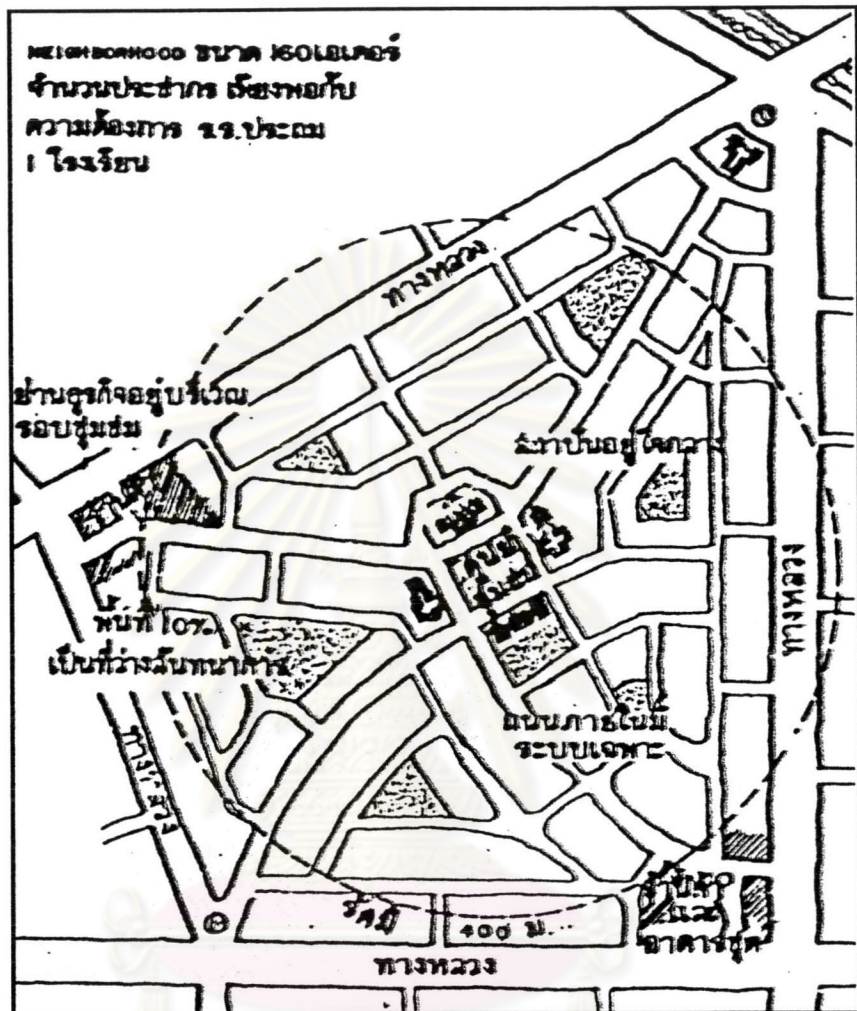 NEIGHBORHOOD ขนาด 160 เอเคอร์
จำนวนประชากร เพียงพอกับ
ความต้องการ ร.ร.ประถม
1 โรงเรียน
ทางหลวง
ย่านธุรกิจอยู่บริเวณ
รอบชุมชม
สถาบันอยู่ใจกลาง
ศูนย์
ชุมชน
ทางหลวง
พื้นที่ 10%
เป็นที่ว่างสันทนาการ
ถนนภายในมี
ระบบเฉพาะ
ทางหลวง
ร้านค้า
และ
อาคารชุด
รัศมี
400 ม.
ทางหลวง